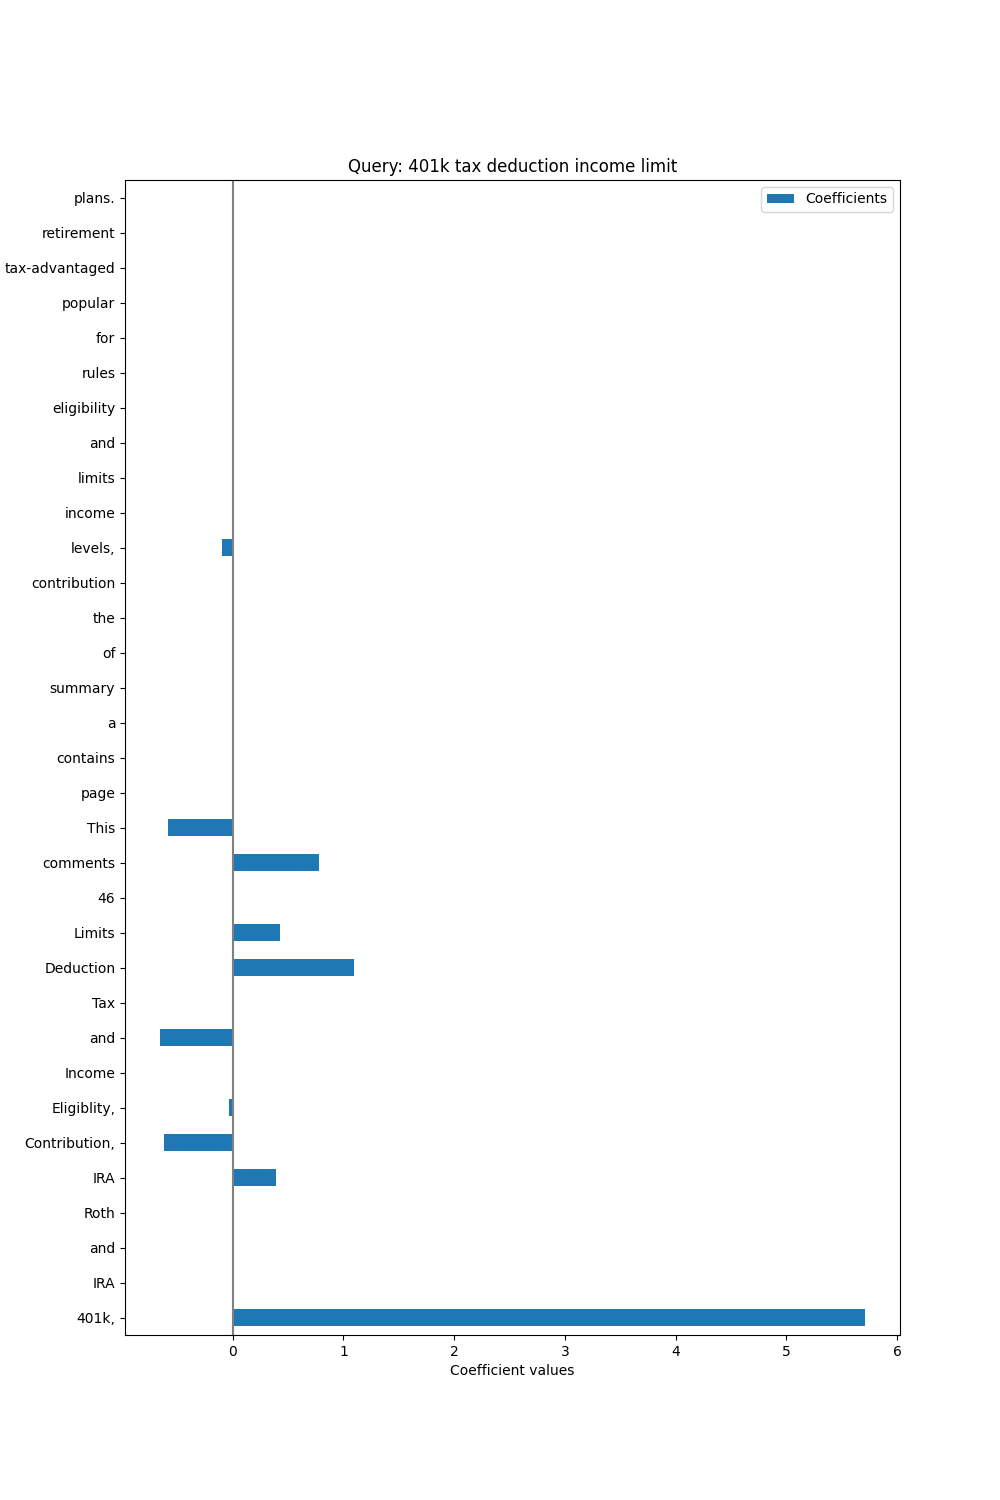 Query: 401k tax deduction income limit
Coefficients
plans.
retirement
tax-advantaged
popular
for
rules
eligibility
and
limits
income
levels,
contribution
the
of
summary
a
contains
page
This
comments
46
Limits
Deduction
Tax
and
Income
Eligiblity,
Contribution,
IRA
Roth
and
IRA
401k,
0 1 2 3 4 5 6
Coefficient values